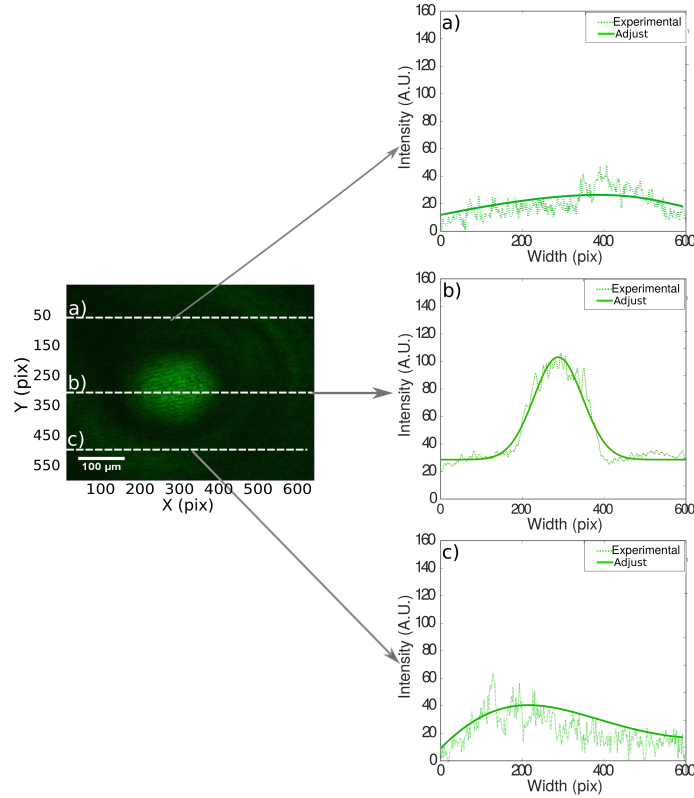 a)
160
Experimental
Adjust
140
120
100
80
60
40
20
0
0 200 400 600
Intensity (A.U.)
Width (pix)
a)
b)
c)
100 µm
50
150
250
350
450
550
Y (pix)
100 200 300 400 500 600
X (pix)
b)
160
Experimental
Adjust
140
120
100
80
60
40
20
0
0 200 400 600
Intensity (A.U.)
Width (pix)
c)
160
Experimental
Adjust
140
120
100
80
60
40
20
0
0 200 400 600
Intensity (A.U.)
Width (pix)